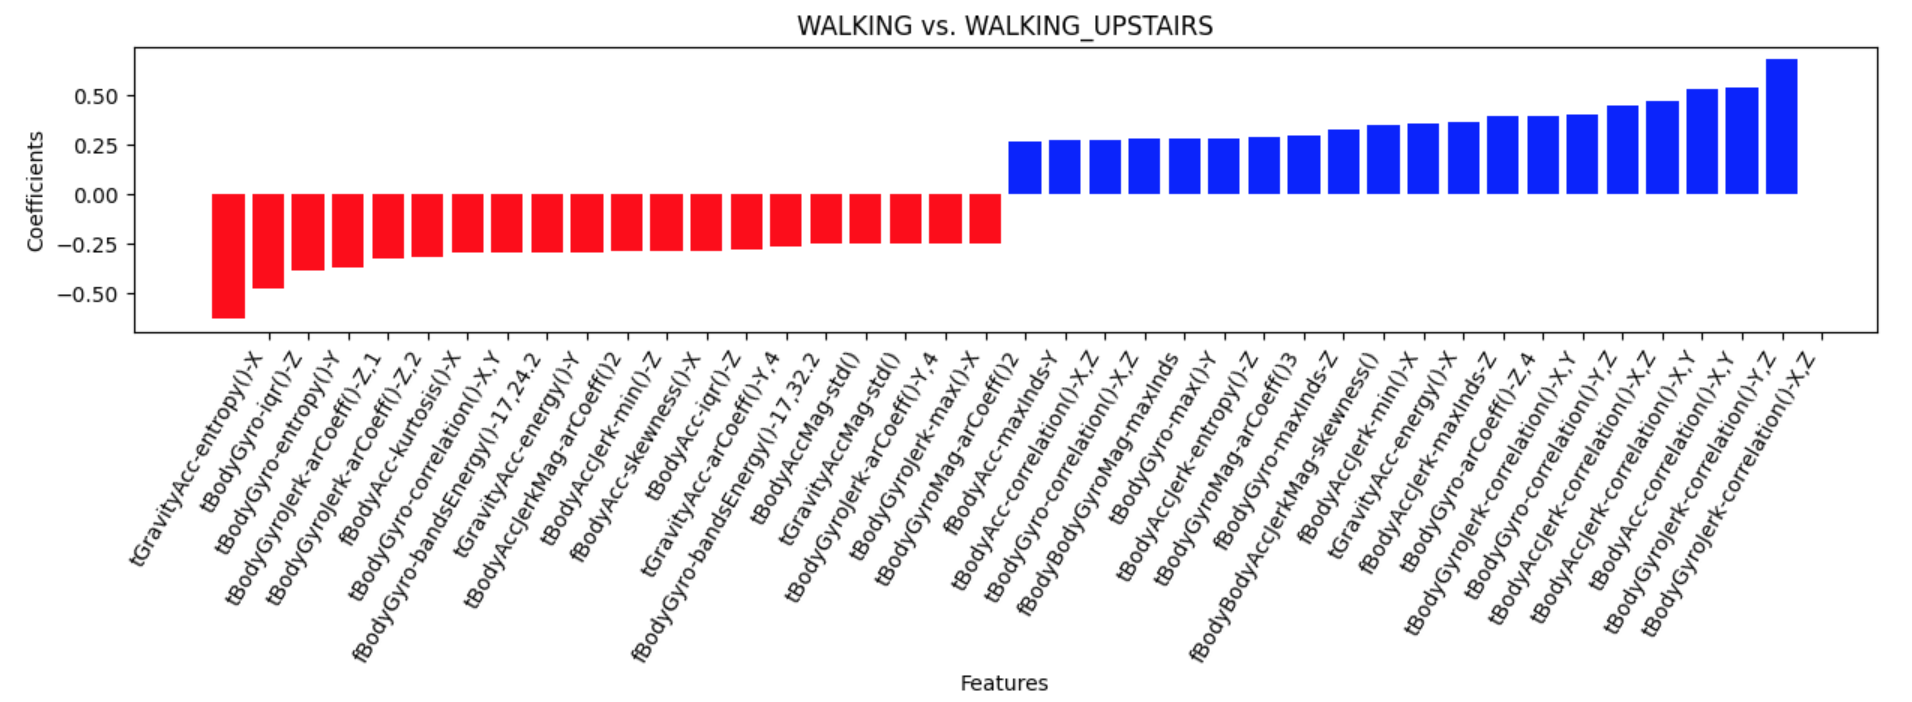 WALKING vs. WALKING_UPSTAIRS
Coefficients
0.50
0.25
0.00
−0.25
−0.50
tGravityAcc-entropy()-X
tBodyGyro-iqr()-Z
tBodyGyro-entropy()-Y
tBodyGyroJerk-arCoeff()-Z,1
tBodyGyroJerk-arCoeff()-Z,2
fBodyAcc-kurtosis()-X
tBodyGyro-correlation()-X,Y
fBodyGyro-bandsEnergy()-17,24.2
tGravityAcc-energy()-Y
tBodyAccJerkMag-arCoeff()2
tBodyAccJerk-min()-Z
fBodyAcc-skewness()-X
tBodyAcc-iqr()-Z
tGravityAcc-arCoeff()-Y,4
fBodyGyro-bandsEnergy()-17,32.2
tBodyAccMag-std()
tGravityAccMag-std()
tBodyGyroJerk-arCoeff()-Y,4
tBodyGyroJerk-max()-X
tBodyGyroMag-arCoeff()2
fBodyAcc-maxInds-Y
tBodyAcc-correlation()-X,Z
tBodyGyro-correlation()-X,Z
fBodyBodyGyroMag-maxInds
tBodyGyro-max()-Y
tBodyAccJerk-entropy()-Z
tBodyGyroMag-arCoeff()3
fBodyGyro-maxInds-Z
fBodyBodyAccJerkMag-skewness()
fBodyAccJerk-min()-X
tGravityAcc-energy()-X
fBodyAccJerk-maxInds-Z
tBodyGyro-arCoeff()-Z,4
tBodyGyroJerk-correlation()-X,Y
tBodyGyro-correlation()-Y,Z
tBodyAccJerk-correlation()-X,Z
tBodyAccJerk-correlation()-X,Y
tBodyAcc-correlation()-X,Y
tBodyGyroJerk-correlation()-Y,Z
tBodyGyroJerk-correlation()-X,Z
Features